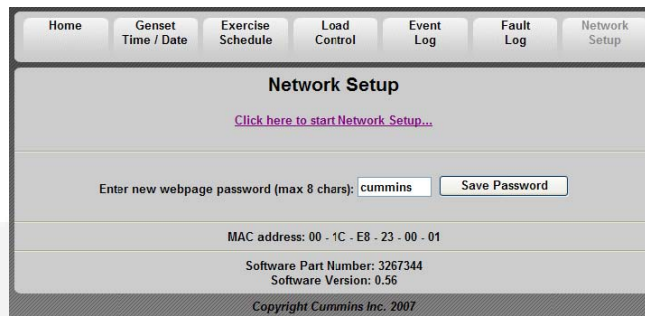 Home
Genset
Time / Date
Exercise
Schedule
Load
Control
Event
Log
Fault
Log
Network
Setup
Network Setup
Click here to start Network Setup...
Enter new webpage password (max 8 chars): cummins Save Password
MAC address: 00 - 1C - E8 - 23 - 00 - 01
Software Part Number: 3267344
Software Version: 0.56
Copyright Cummins Inc. 2007